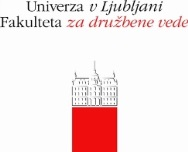 Univerza v Ljubljani
Fakulteta za družbene vede